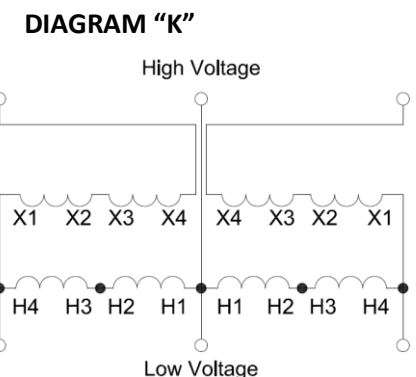 DIAGRAM “K”
High Voltage
X1 X2 X3 X4 X4 X3 X2 X1
H4 H3 H2 H1 H1 H2 H3 H4
Low Voltage